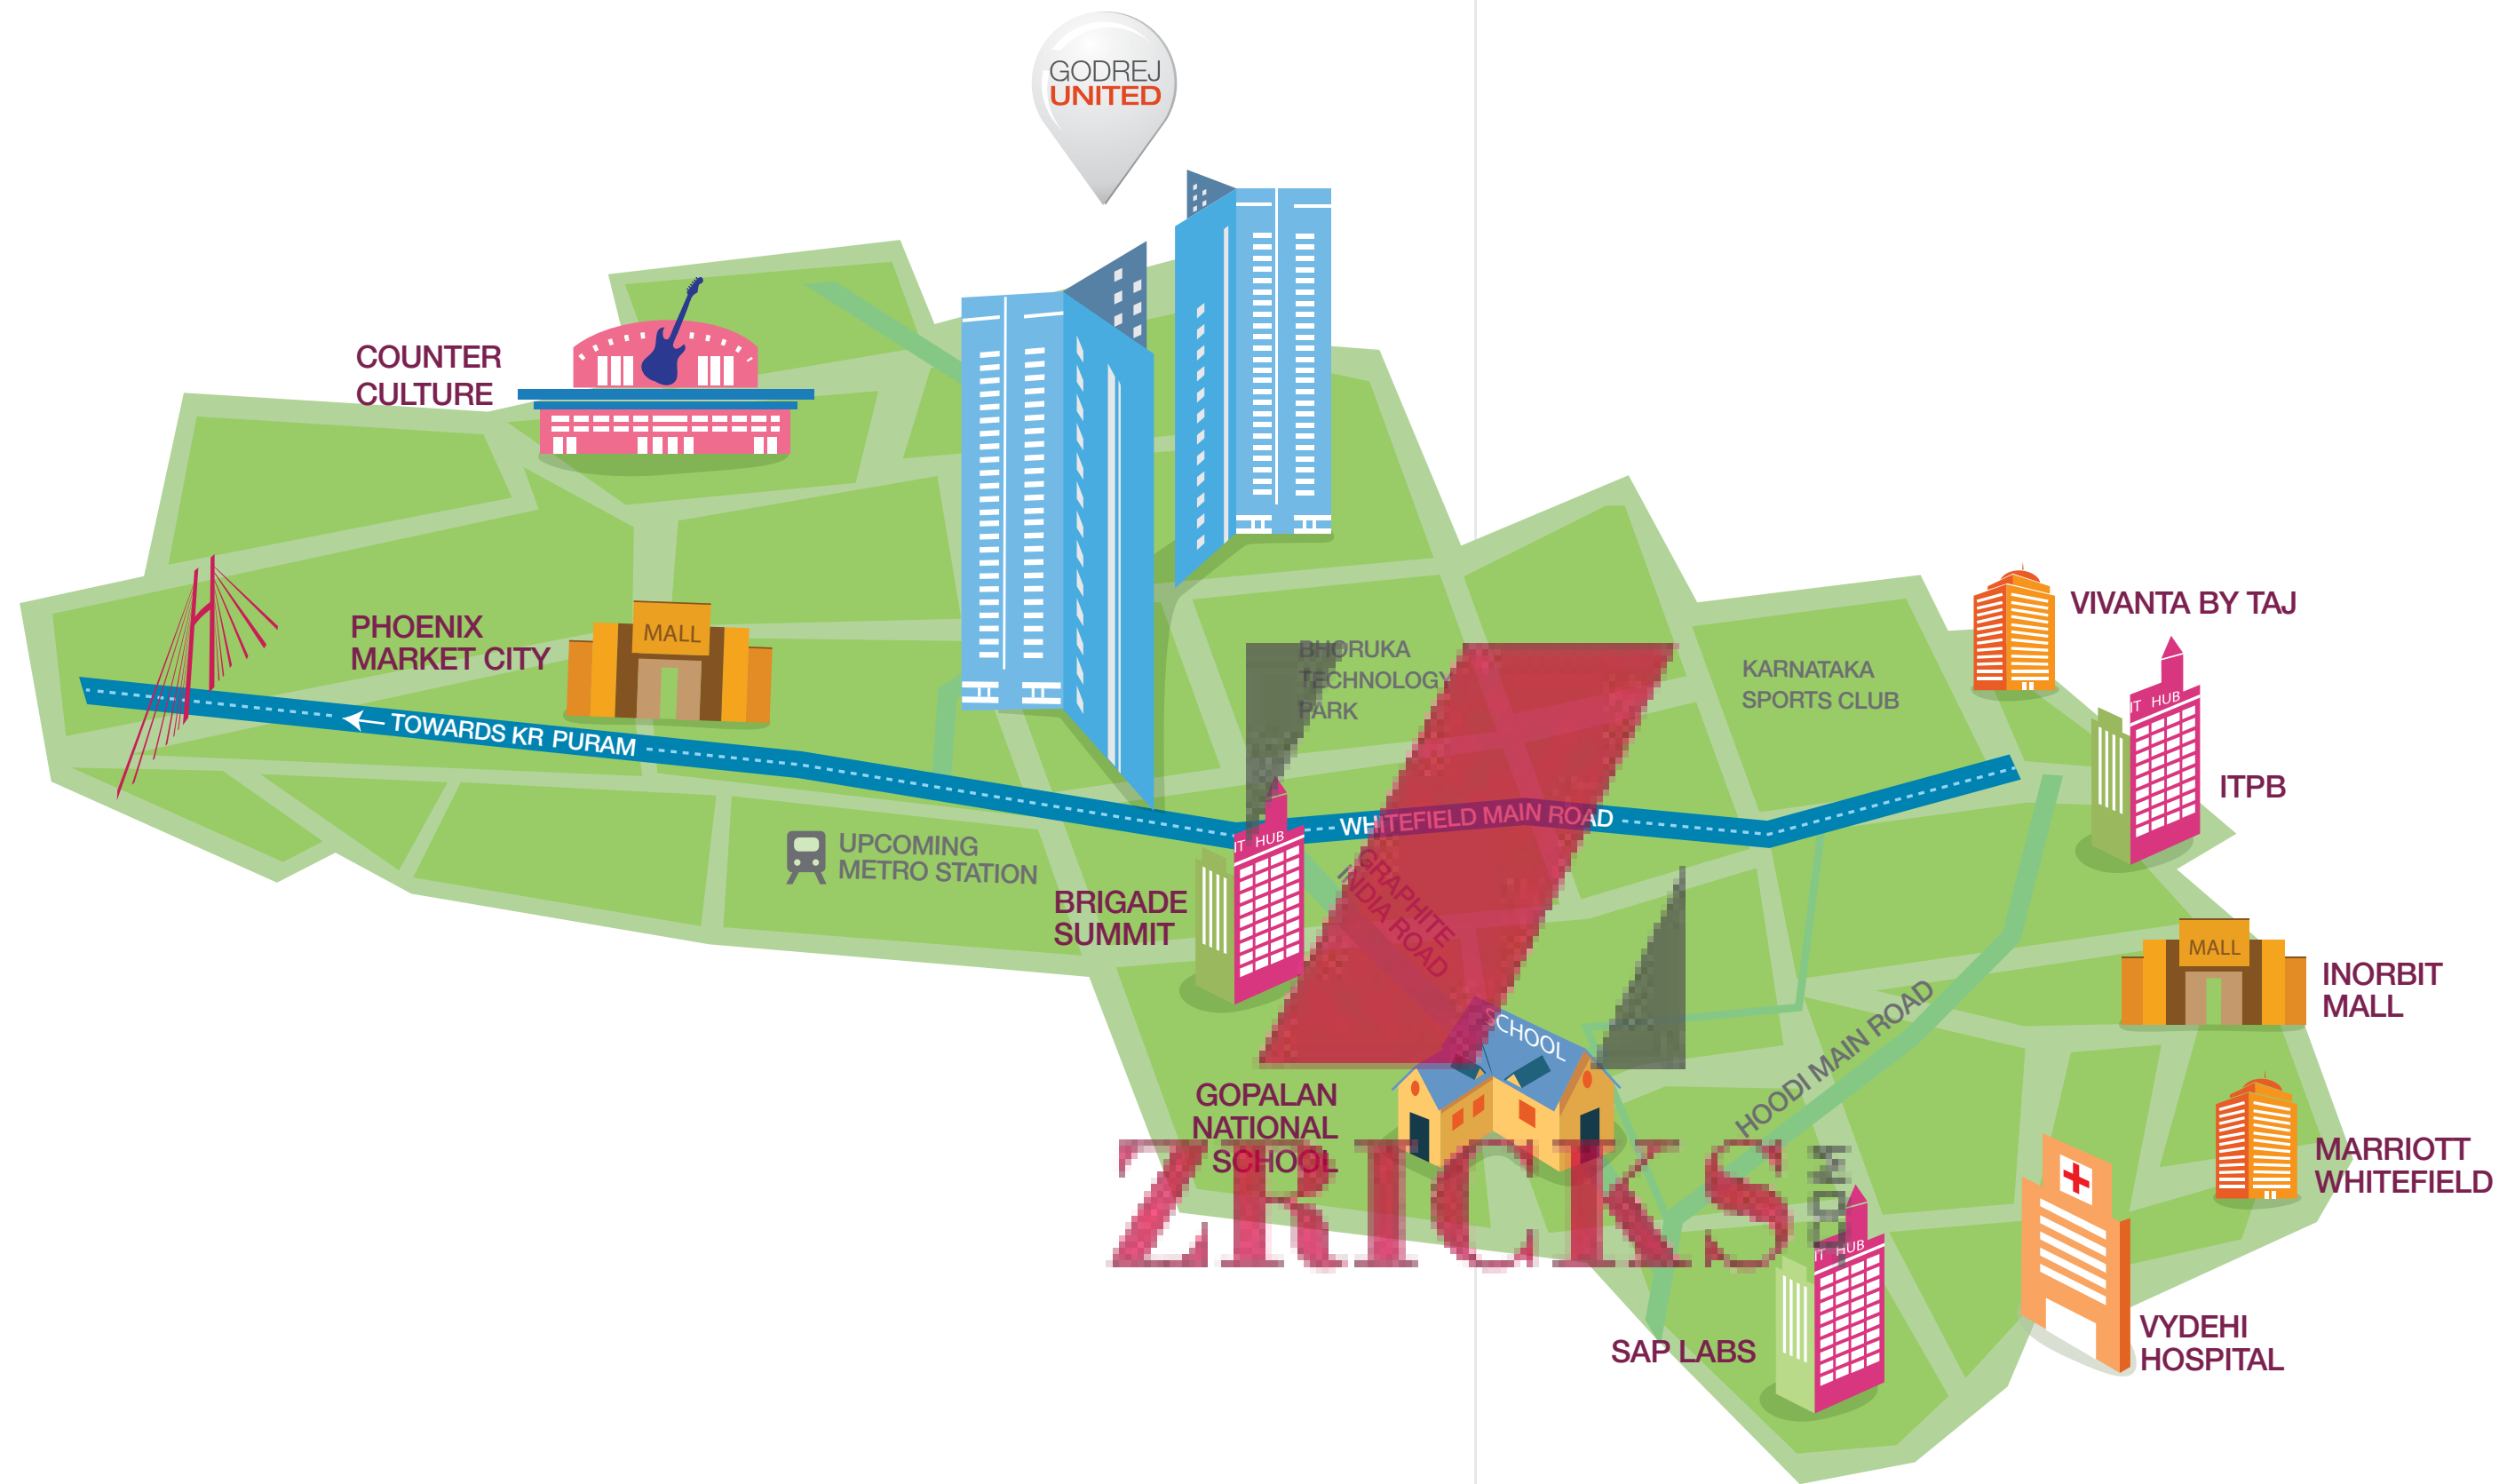 GODREJ
UNITED
COUNTER
CULTURE
PHOENIX
MARKET CITY
MALL
TOWARDS KR PURAM
BHORUKA
TECHNOLOGY
PARK
KARNATAKA
SPORTS CLUB
VIVANTA BY TAJ
IT HUB
ITPB
WHITEFIELD MAIN ROAD
UPCOMING
METRO STATION
IT HUB
BRIGADE
SUMMIT
GRAPHITE
INDIA ROAD
MALL
INORBIT
MALL
SCHOOL
HOODI MAIN ROAD
GOPALAN
NATIONAL
SCHOOL
MARRIOTT
WHITEFIELD
ZRICKS
.COM
IT HUB
SAP LABS
VYDEHI
HOSPITAL